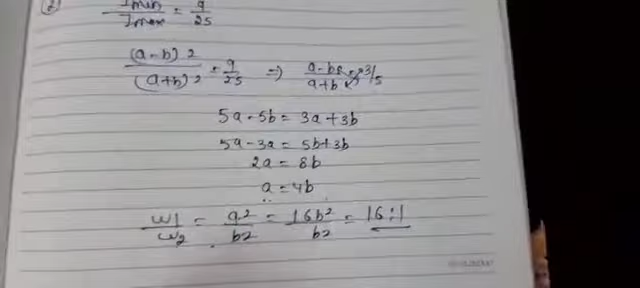 ② Imin/Imax = 9/25
(a-b)2/(a+b)2 = 9/25 => a-b/a+b 3/5
5a - 5b = 3a + 3b
5a - 3a = 5b + 3b
2a = 8b
a = 4b
w1/w2 = a2/b2 = 16b2/b2 = 16:1